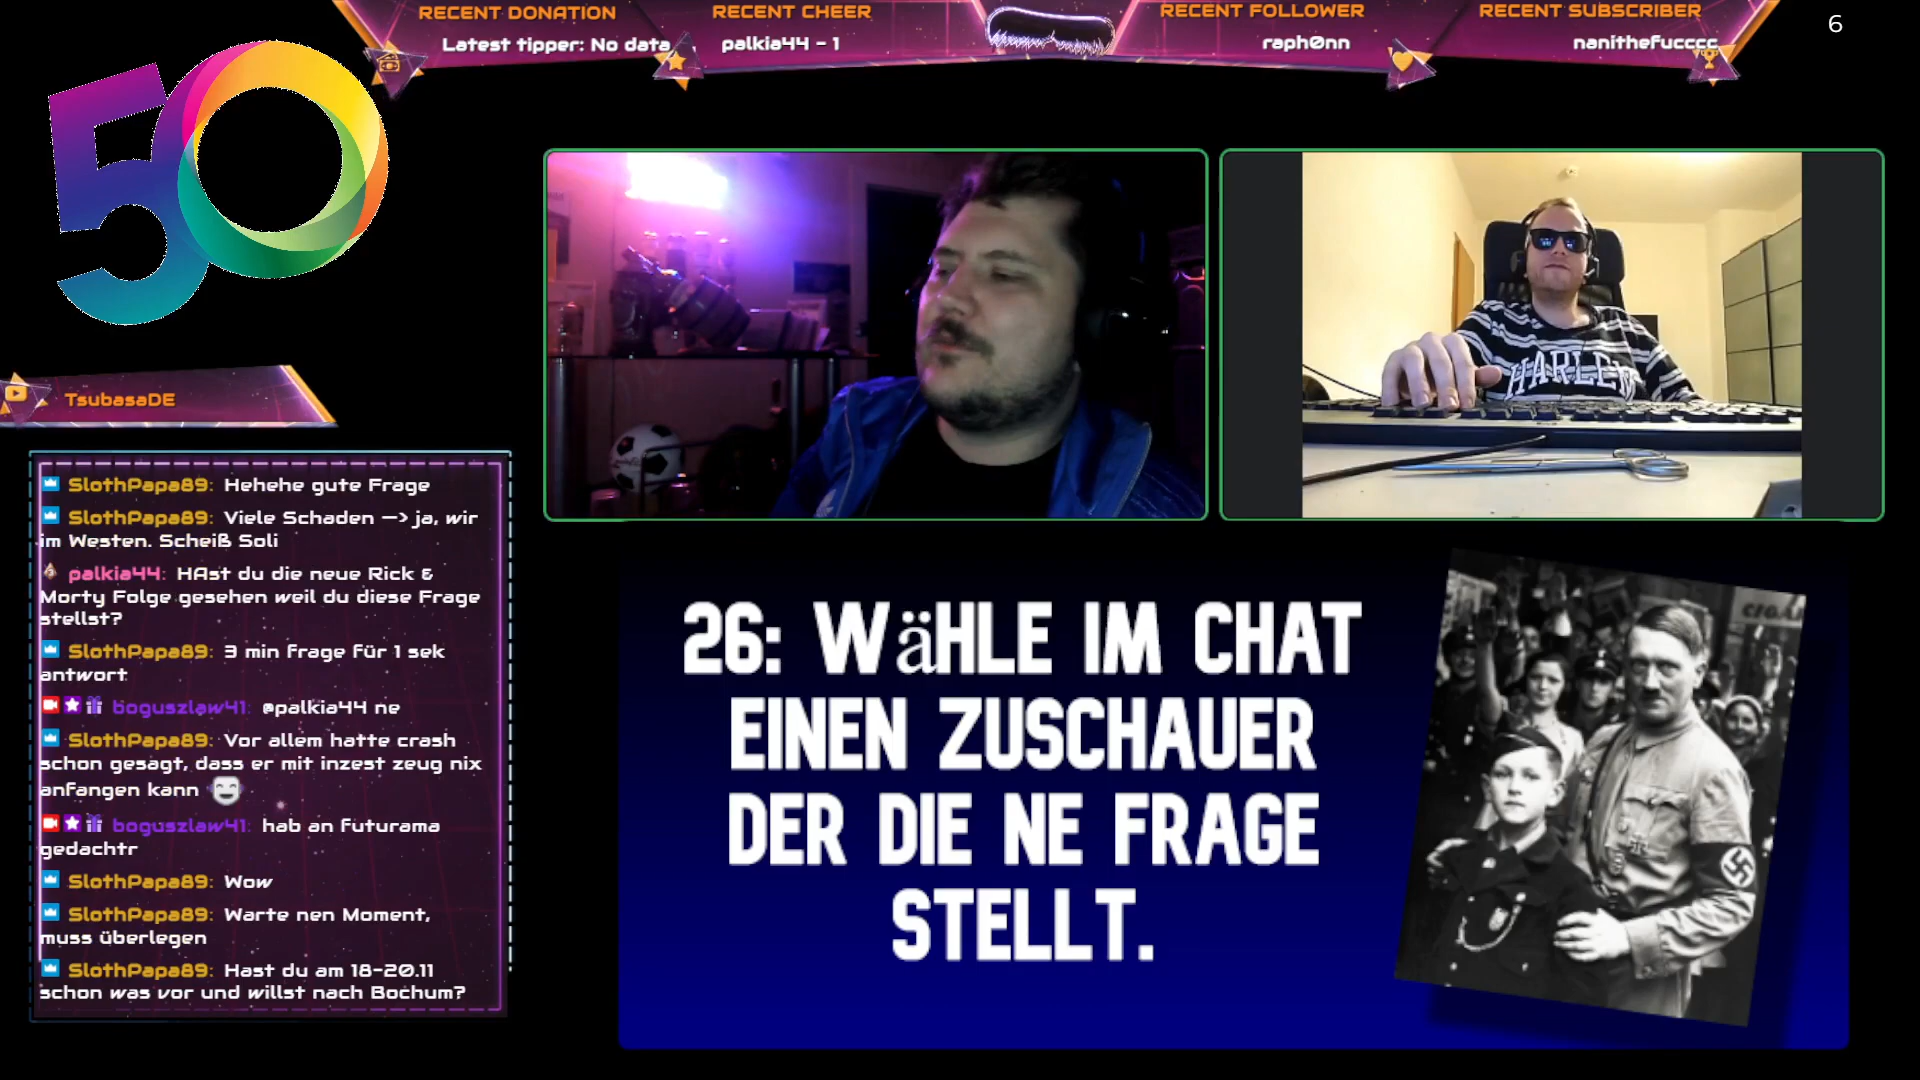 RECENT DONATION
Latest tipper: No data
RECENT CHEER
palkia44 - 1
RECENT FOLLOWER
raph0nn
RECENT SUBSCRIBER
nanithefucccc
6
50
TsubasaDE
SlothPapa89: Hehehe gute Frage
SlothPapa89: Viele Schaden —> ja, wir
im Westen. Scheiß Soli
palkia44: HAst du die neue Rick &
Morty Folge gesehen weil du diese Frage
stellst?
SlothPapa89: 3 min frage für 1 sek
antwort
boguszlaw41: @palkia44 ne
SlothPapa89: Vor allem hatte crash
schon gesagt, dass er mit inzest zeug nix
anfangen kann
boguszlaw41: hab an futurama
gedachtr
SlothPapa89: Wow
SlothPapa89: Warte nen Moment,
muss überlegen
SlothPapa89: Hast du am 18-20.11
schon was vor und willst nach Bochum?
HARLEM
26: WäHLE IM CHAT
EINEN ZUSCHAUER
DER DIE NE FRAGE
STELLT.